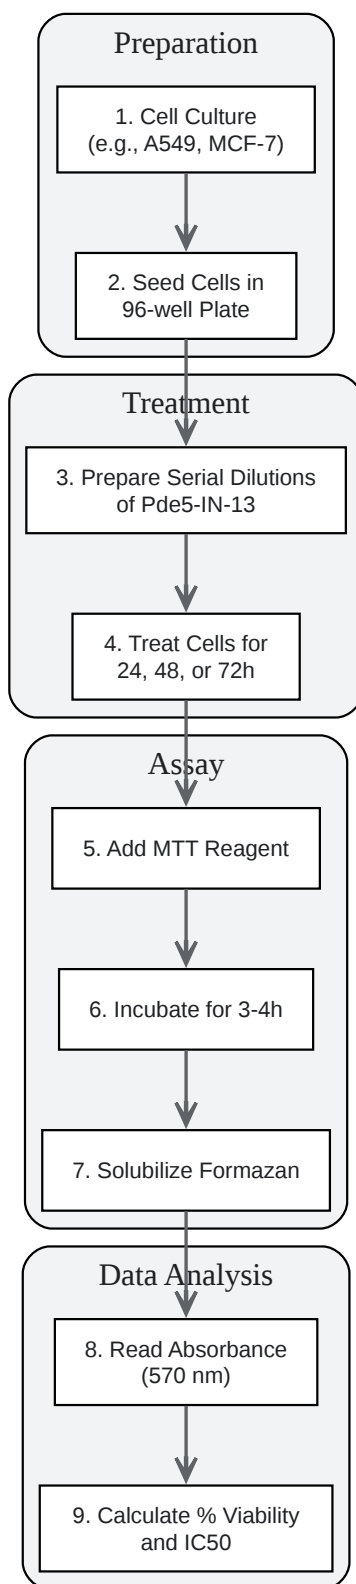 Preparation
1. Cell Culture
(e.g., A549, MCF-7)
2. Seed Cells in
96-well Plate
Treatment
3. Prepare Serial Dilutions
of Pde5-IN-13
4. Treat Cells for
24, 48, or 72h
Assay
5. Add MTT Reagent
6. Incubate for 3-4h
7. Solubilize Formazan
Data Analysis
8. Read Absorbance
(570 nm)
9. Calculate % Viability
and IC50